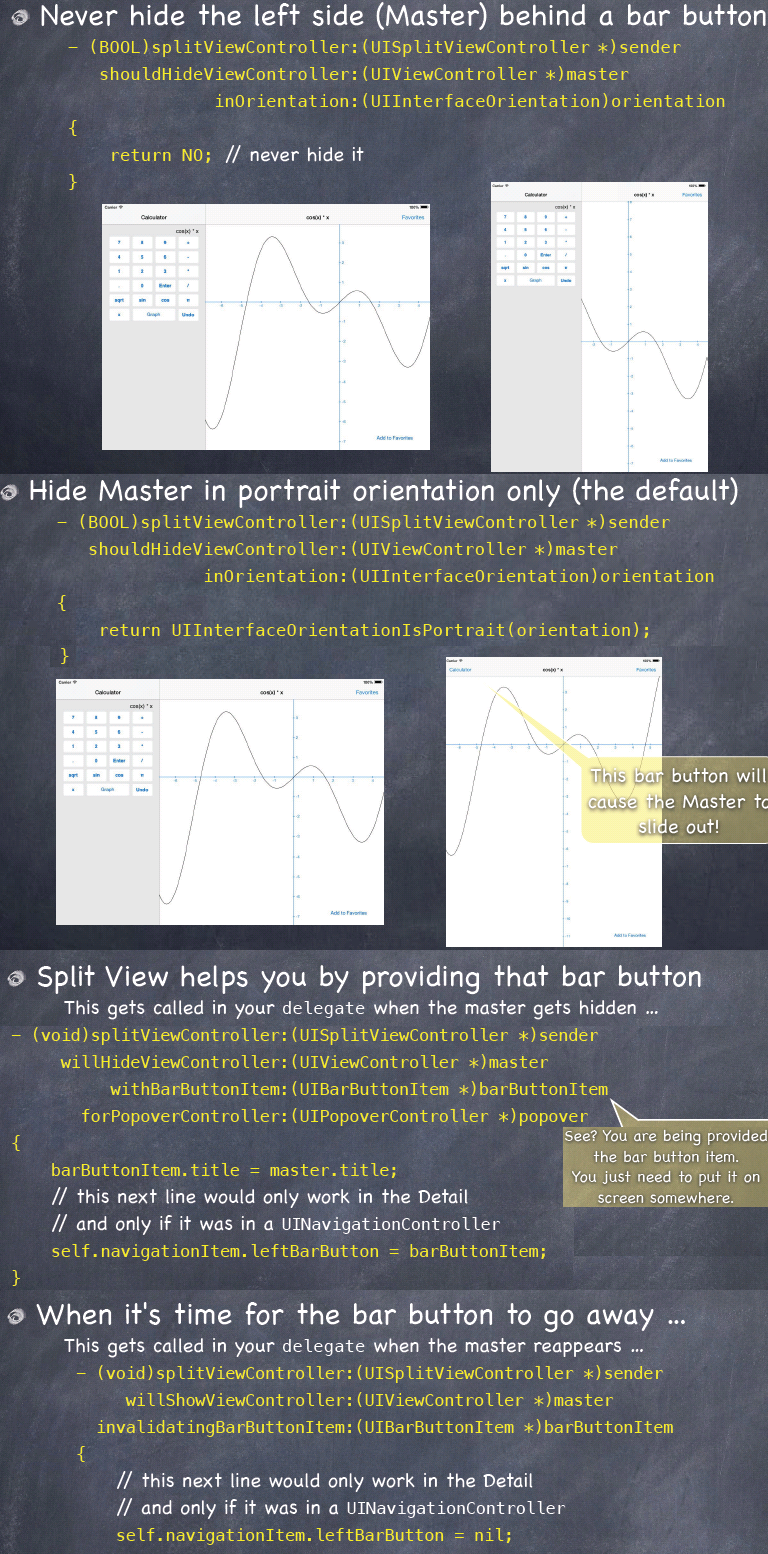 Never hide the left side (Master) behind a bar button
– (BOOL)splitViewController:(UISplitViewController *)sender
shouldHideViewController:(UIViewController *)master
inOrientation:(UIInterfaceOrientation)orientation
{
return NO; // never hide it
}
Carrier 100%
Calculator cos(x) * x Favorites
cos(x) * x
7 8 9 +
4 5 6 -
1 2 3 *
. 0 Enter /
sqrt sin cos π
x Graph Undo
Add to Favorites
Carrier 100%
Calculator cos(x) * x Favorites
cos(x) * x
7 8 9 +
4 5 6 -
1 2 3 *
. 0 Enter /
sqrt sin cos π
x Graph Undo
Add to Favorites
Hide Master in portrait orientation only (the default)
– (BOOL)splitViewController:(UISplitViewController *)sender
shouldHideViewController:(UIViewController *)master
inOrientation:(UIInterfaceOrientation)orientation
{
return UIInterfaceOrientationIsPortrait(orientation);
}
Carrier 100%
Calculator cos(x) * x Favorites
cos(x) * x
7 8 9 +
4 5 6 -
1 2 3 *
. 0 Enter /
sqrt sin cos π
x Graph Undo
Add to Favorites
Carrier 100%
Calculator cos(x) * x Favorites
This bar button will
cause the Master to
slide out!
Add to Favorites
Split View helps you by providing that bar button
This gets called in your delegate when the master gets hidden ...
– (void)splitViewController:(UISplitViewController *)sender
willHideViewController:(UIViewController *)master
withBarButtonItem:(UIBarButtonItem *)barButtonItem
forPopoverController:(UIPopoverController *)popover
{
See? You are being provided
the bar button item.
You just need to put it on
screen somewhere.
barButtonItem.title = master.title;
// this next line would only work in the Detail
// and only if it was in a UINavigationController
self.navigationItem.leftBarButton = barButtonItem;
}
When it's time for the bar button to go away ...
This gets called in your delegate when the master reappears ...
– (void)splitViewController:(UISplitViewController *)sender
willShowViewController:(UIViewController *)master
invalidatingBarButtonItem:(UIBarButtonItem *)barButtonItem
{
// this next line would only work in the Detail
// and only if it was in a UINavigationController
self.navigationItem.leftBarButton = nil;